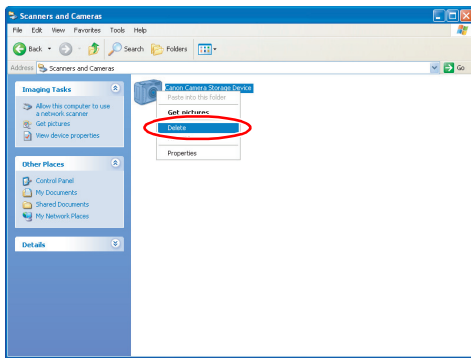 Scanners and Cameras
File Edit View Favorites Tools Help
Back Search Folders
Address Scanners and Cameras Go
Imaging Tasks
Allow this computer to use
a network scanner
Get pictures
View device properties
Other Places
Control Panel
My Documents
Shared Documents
My Network Places
Details
Canon Camera Storage Device
Paste into this folder
Get pictures
Delete
Properties